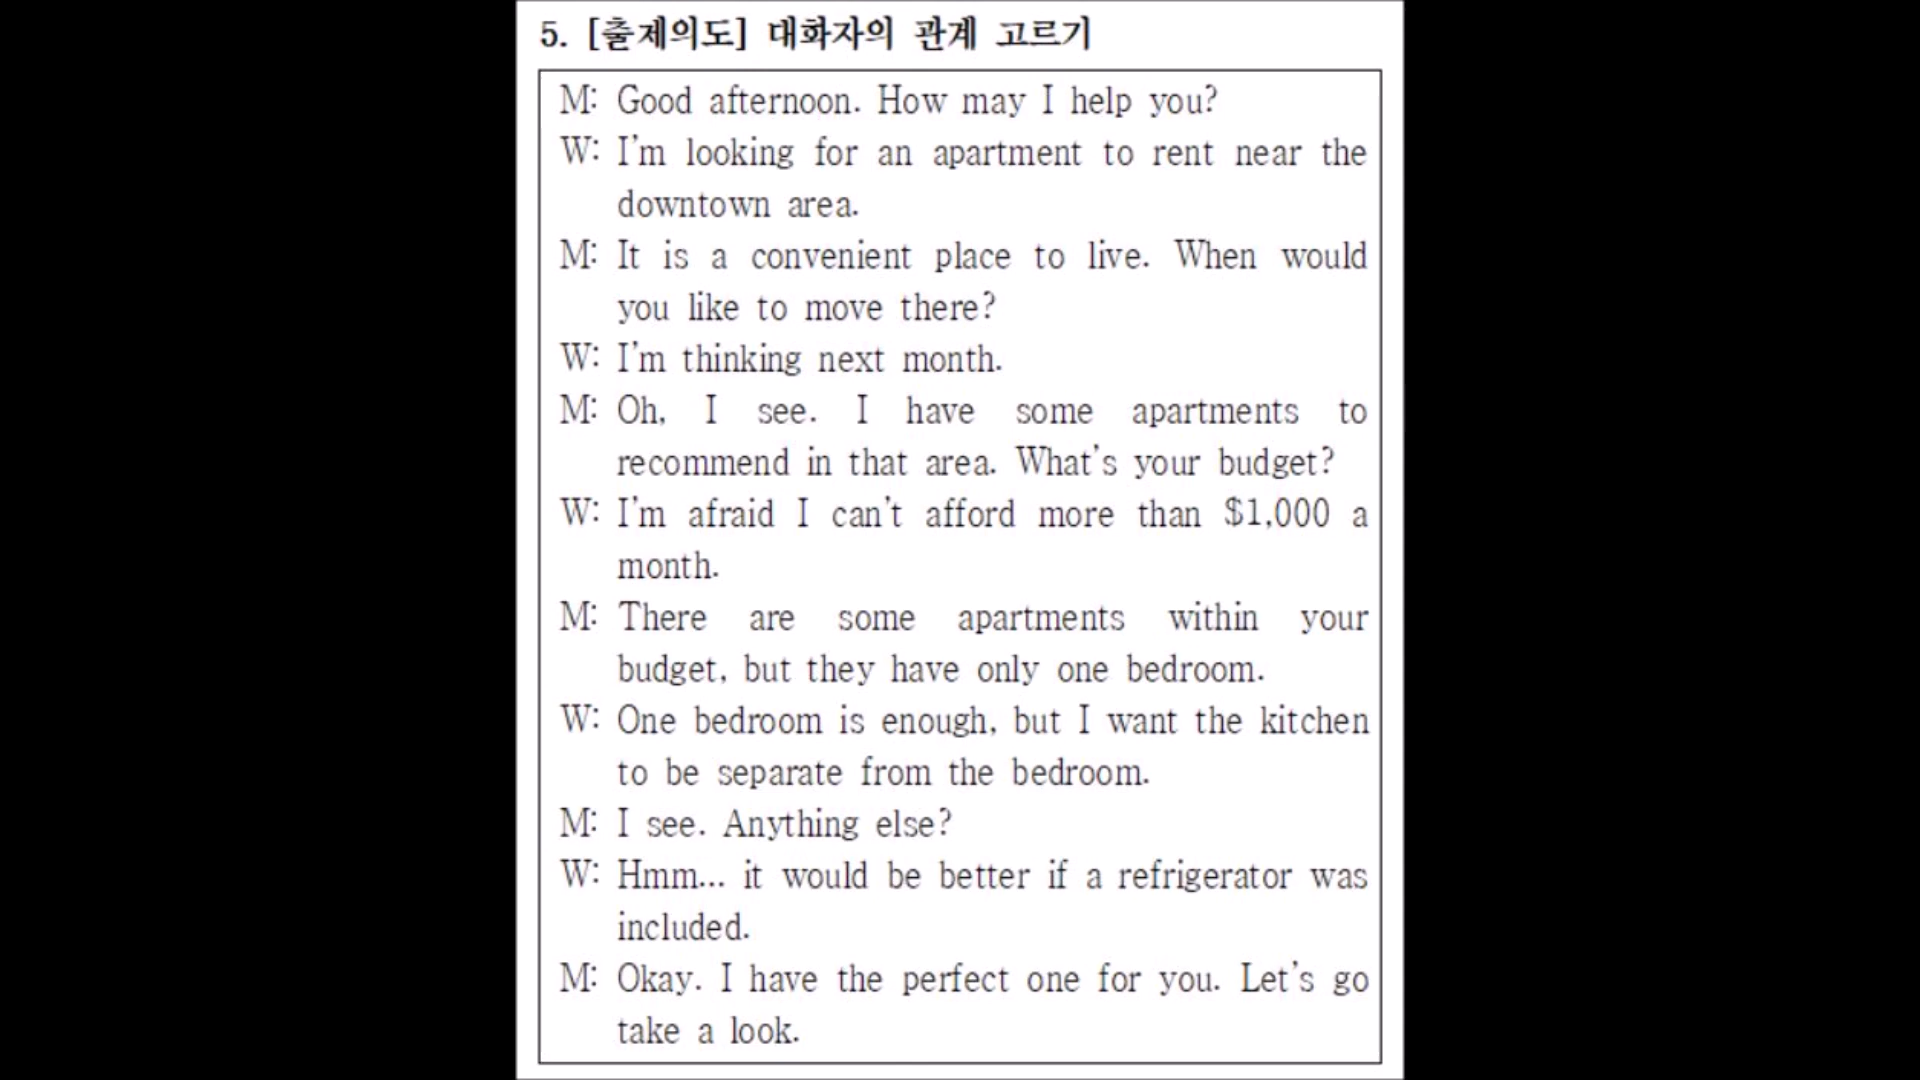 5. [출제의도] 대화자의 관계 고르기
M: Good afternoon. How may I help you?
W: I'm looking for an apartment to rent near the
downtown area.
M: It is a convenient place to live. When would
you like to move there?
W: I'm thinking next month.
M: Oh, I see. I have some apartments to
recommend in that area. What's your budget?
W: I'm afraid I can't afford more than $1,000 a
month.
M: There are some apartments within your
budget, but they have only one bedroom.
W: One bedroom is enough, but I want the kitchen
to be separate from the bedroom.
M: I see. Anything else?
W: Hmm... it would be better if a refrigerator was
included.
M: Okay. I have the perfect one for you. Let's go
take a look.